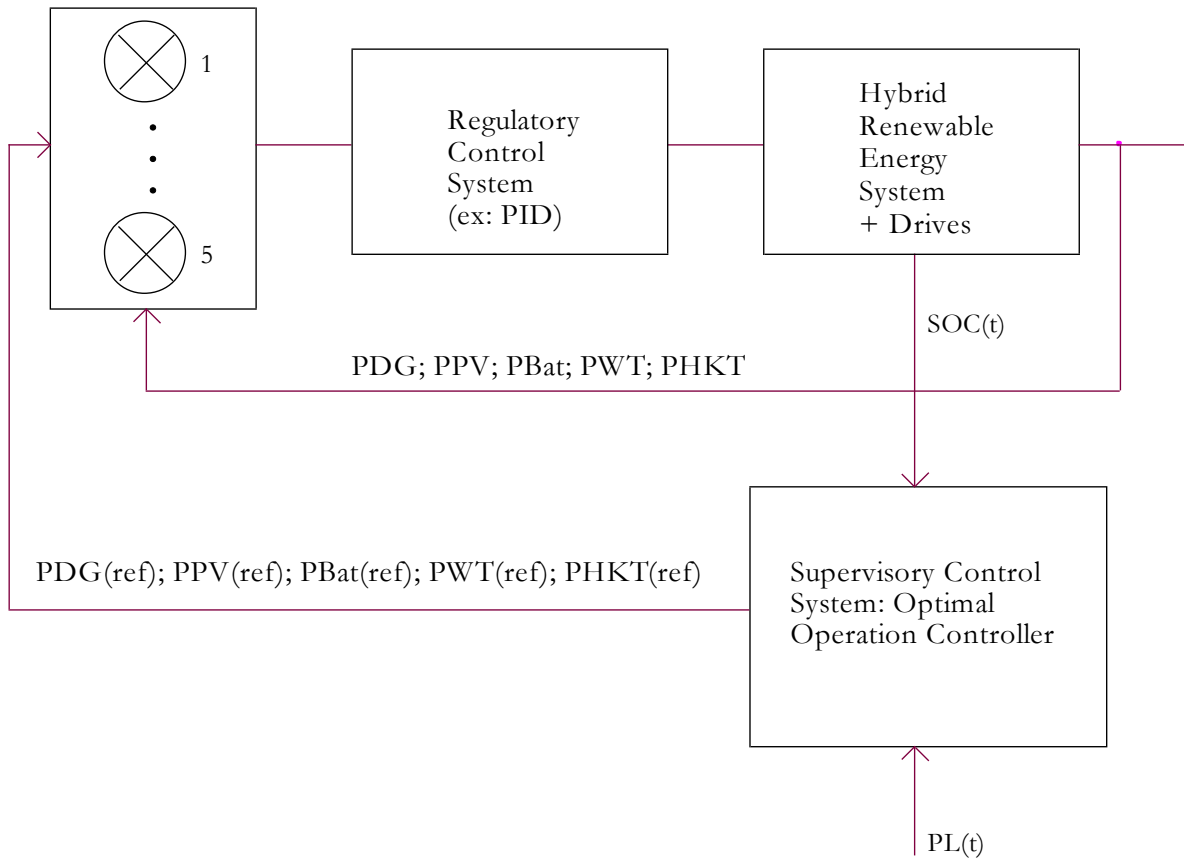 1
5
Regulatory
Control
System
(ex: PID)
Hybrid
Renewable
Energy
System
+ Drives
SOC(t)
PDG; PPV; PBat; PWT; PHKT
PDG(ref); PPV(ref); PBat(ref); PWT(ref); PHKT(ref)
Supervisory Control
System: Optimal
Operation Controller
PL(t)